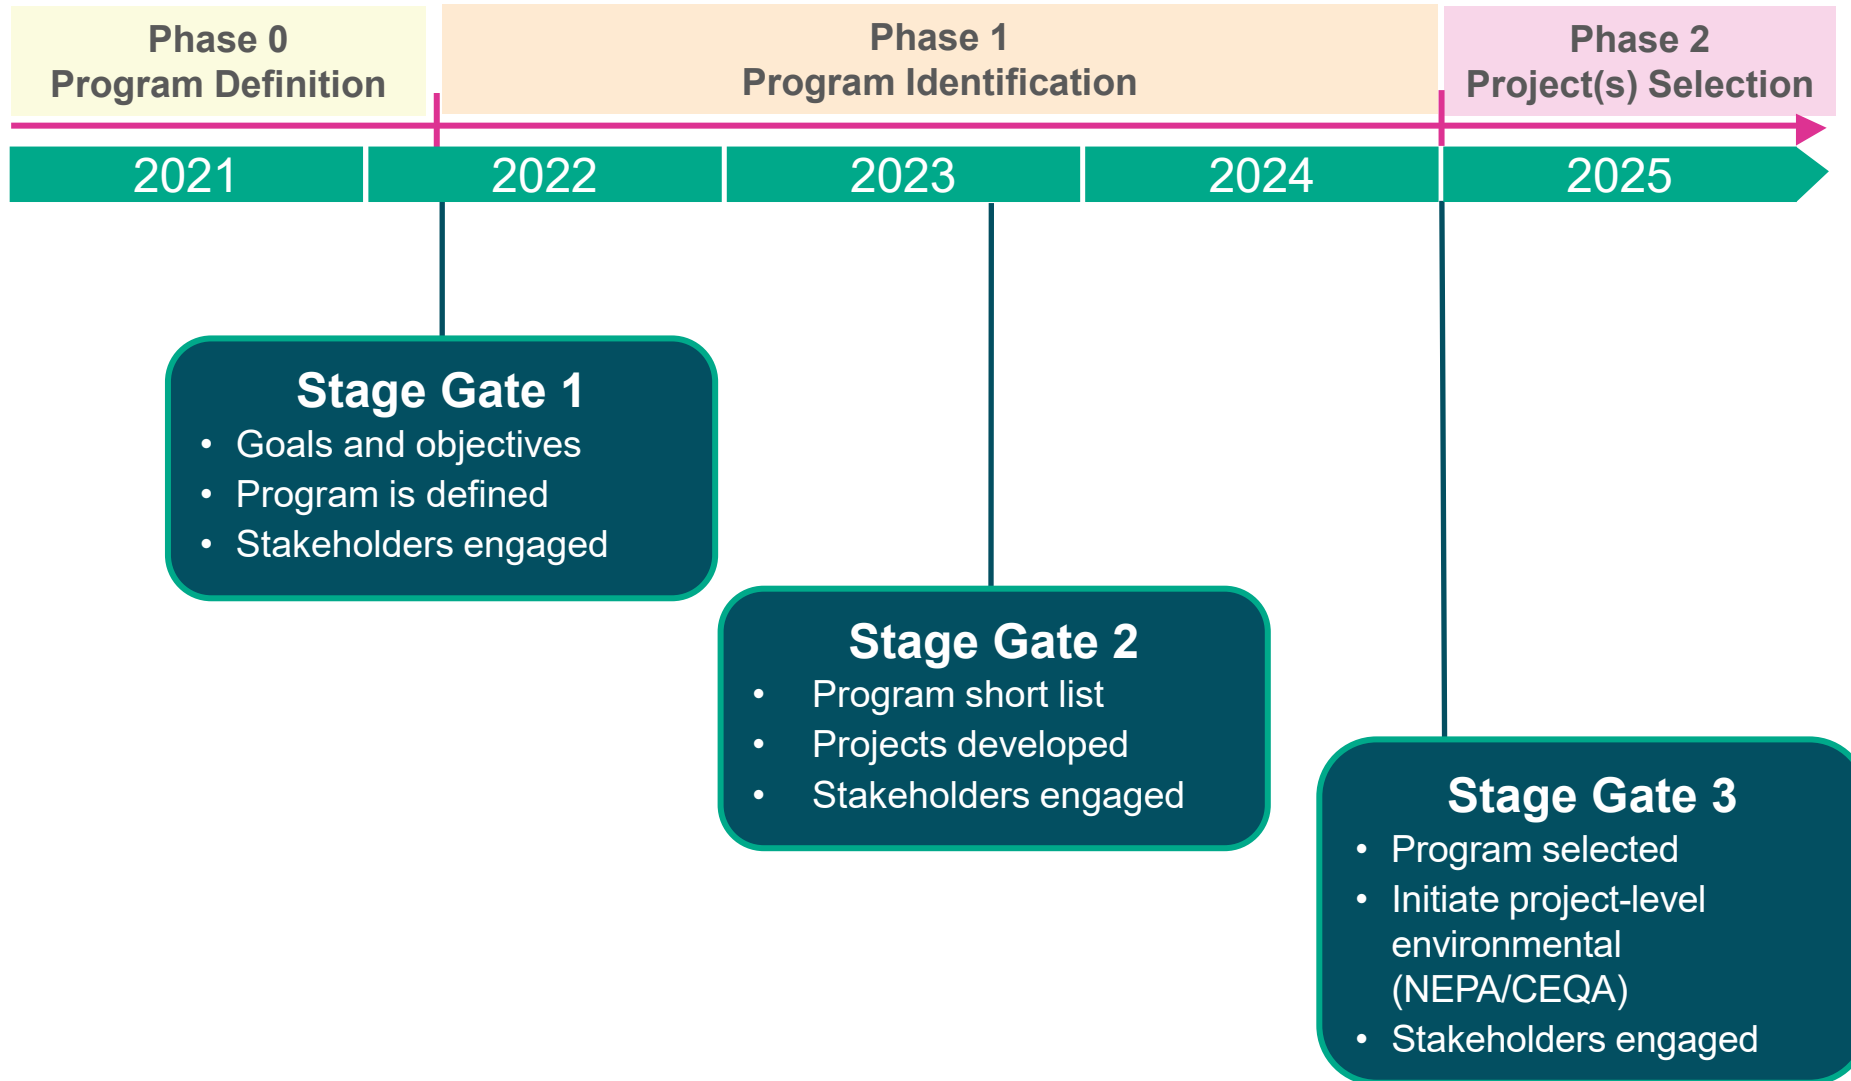 Phase 0
Program Definition
Phase 1
Program Identification
Phase 2
Project(s) Selection
2021
2022
2023
2024
2025
Stage Gate 1
• Goals and objectives
• Program is defined
• Stakeholders engaged
Stage Gate 2
• Program short list
• Projects developed
• Stakeholders engaged
Stage Gate 3
• Program selected
• Initiate project-level
environmental
(NEPA/CEQA)
• Stakeholders engaged